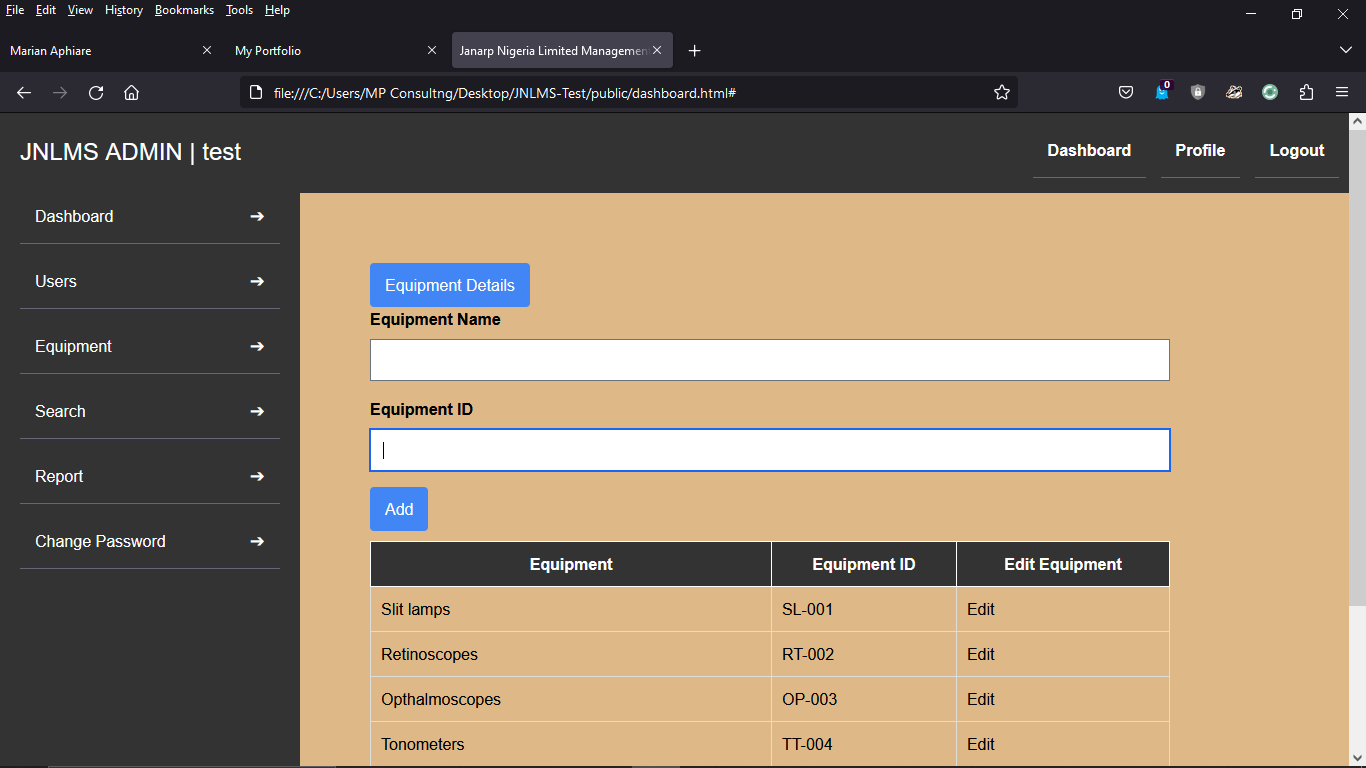 File Edit View History Bookmarks Tools Help
Marian Aphiare My Portfolio Janarp Nigeria Limited Managemen
file:///C:/Users/MP Consultng/Desktop/JNLMS-Test/public/dashboard.html# 0
JNLMS ADMIN | test Dashboard Profile Logout
Dashboard ➔
Users ➔
Equipment ➔
Search ➔
Report ➔
Change Password ➔
Equipment Details
Equipment Name
Equipment ID
Add
Equipment Equipment ID Edit Equipment
Slit lamps SL-001 Edit
Retinoscopes RT-002 Edit
Opthalmoscopes OP-003 Edit
Tonometers TT-004 Edit